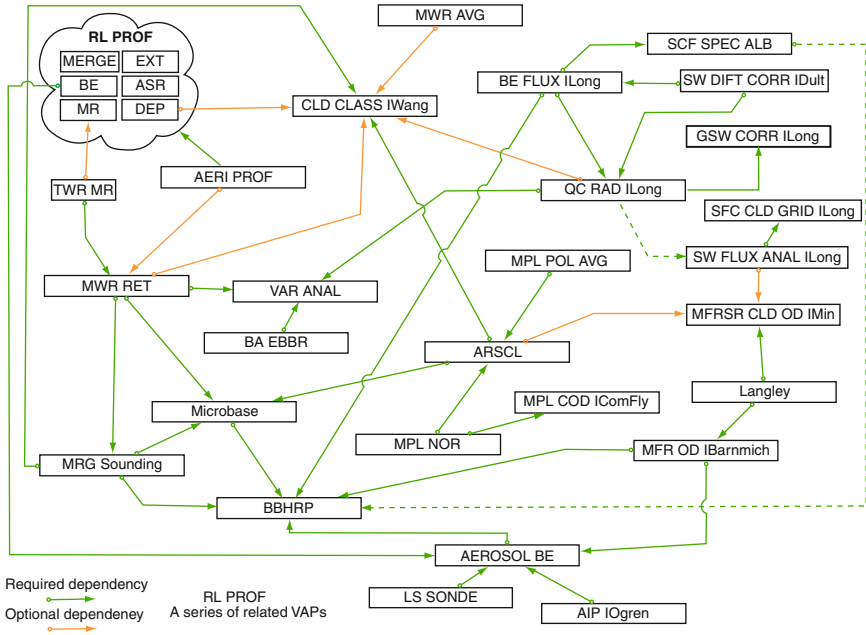 MWR AVG
RL PROF
SCF SPEC ALB
MERGE EXT
BE ASR
MR DEP
BE FLUX ILong
SW DIFT CORR IDult
CLD CLASS IWang
GSW CORR ILong
AERI PROF
TWR MR
QC RAD ILong
SFC CLD GRID ILong
MPL POL AVG
SW FLUX ANAL ILong
MWR RET
VAR ANAL
MFRSR CLD OD IMin
BA EBBR
ARSCL
Langley
MPL COD IComFly
Microbase
MPL NOR
MFR OD IBarnmich
MRG Sounding
BBHRP
AEROSOL BE
Required dependency
LS SONDE
RL PROF
A series of related VAPs
AIP IOgren
Optional dependeney